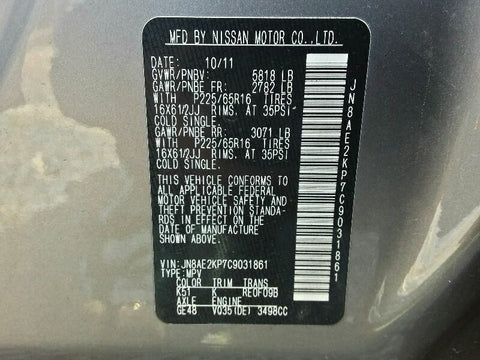 MFD BY NISSAN MOTOR CO.,LTD.
DATE: 10/11
GVWR/PNBV: 5818 LB
GAWR/PNBE FR: 2782 LB
WITH P225/65R16 TIRES
16X61/2JJ RIMS. AT 35PSI
COLD SINGLE.
GAWR/PNBE RR: 3071 LB
WITH P225/65R16 TIRES
16X61/2JJ RIMS. AT 35PSI
COLD SINGLE.
THIS VEHICLE CONFORMS TO
ALL APPLICABLE FEDERAL
MOTOR VEHICLE SAFETY AND
THEFT PREVENTION STANDA-
RDS IN EFFECT ON THE
DATE OF MANUFACTURE
SHOWN ABOVE.
VIN:JN8AE2KP7C9031861
TYPE:MPV
COLOR TRIM TRANS
K51 K RE0F09B
AXLE ENGINE
GE48 VQ35(DE) 3498CC
JN8AE2KP7C9031861